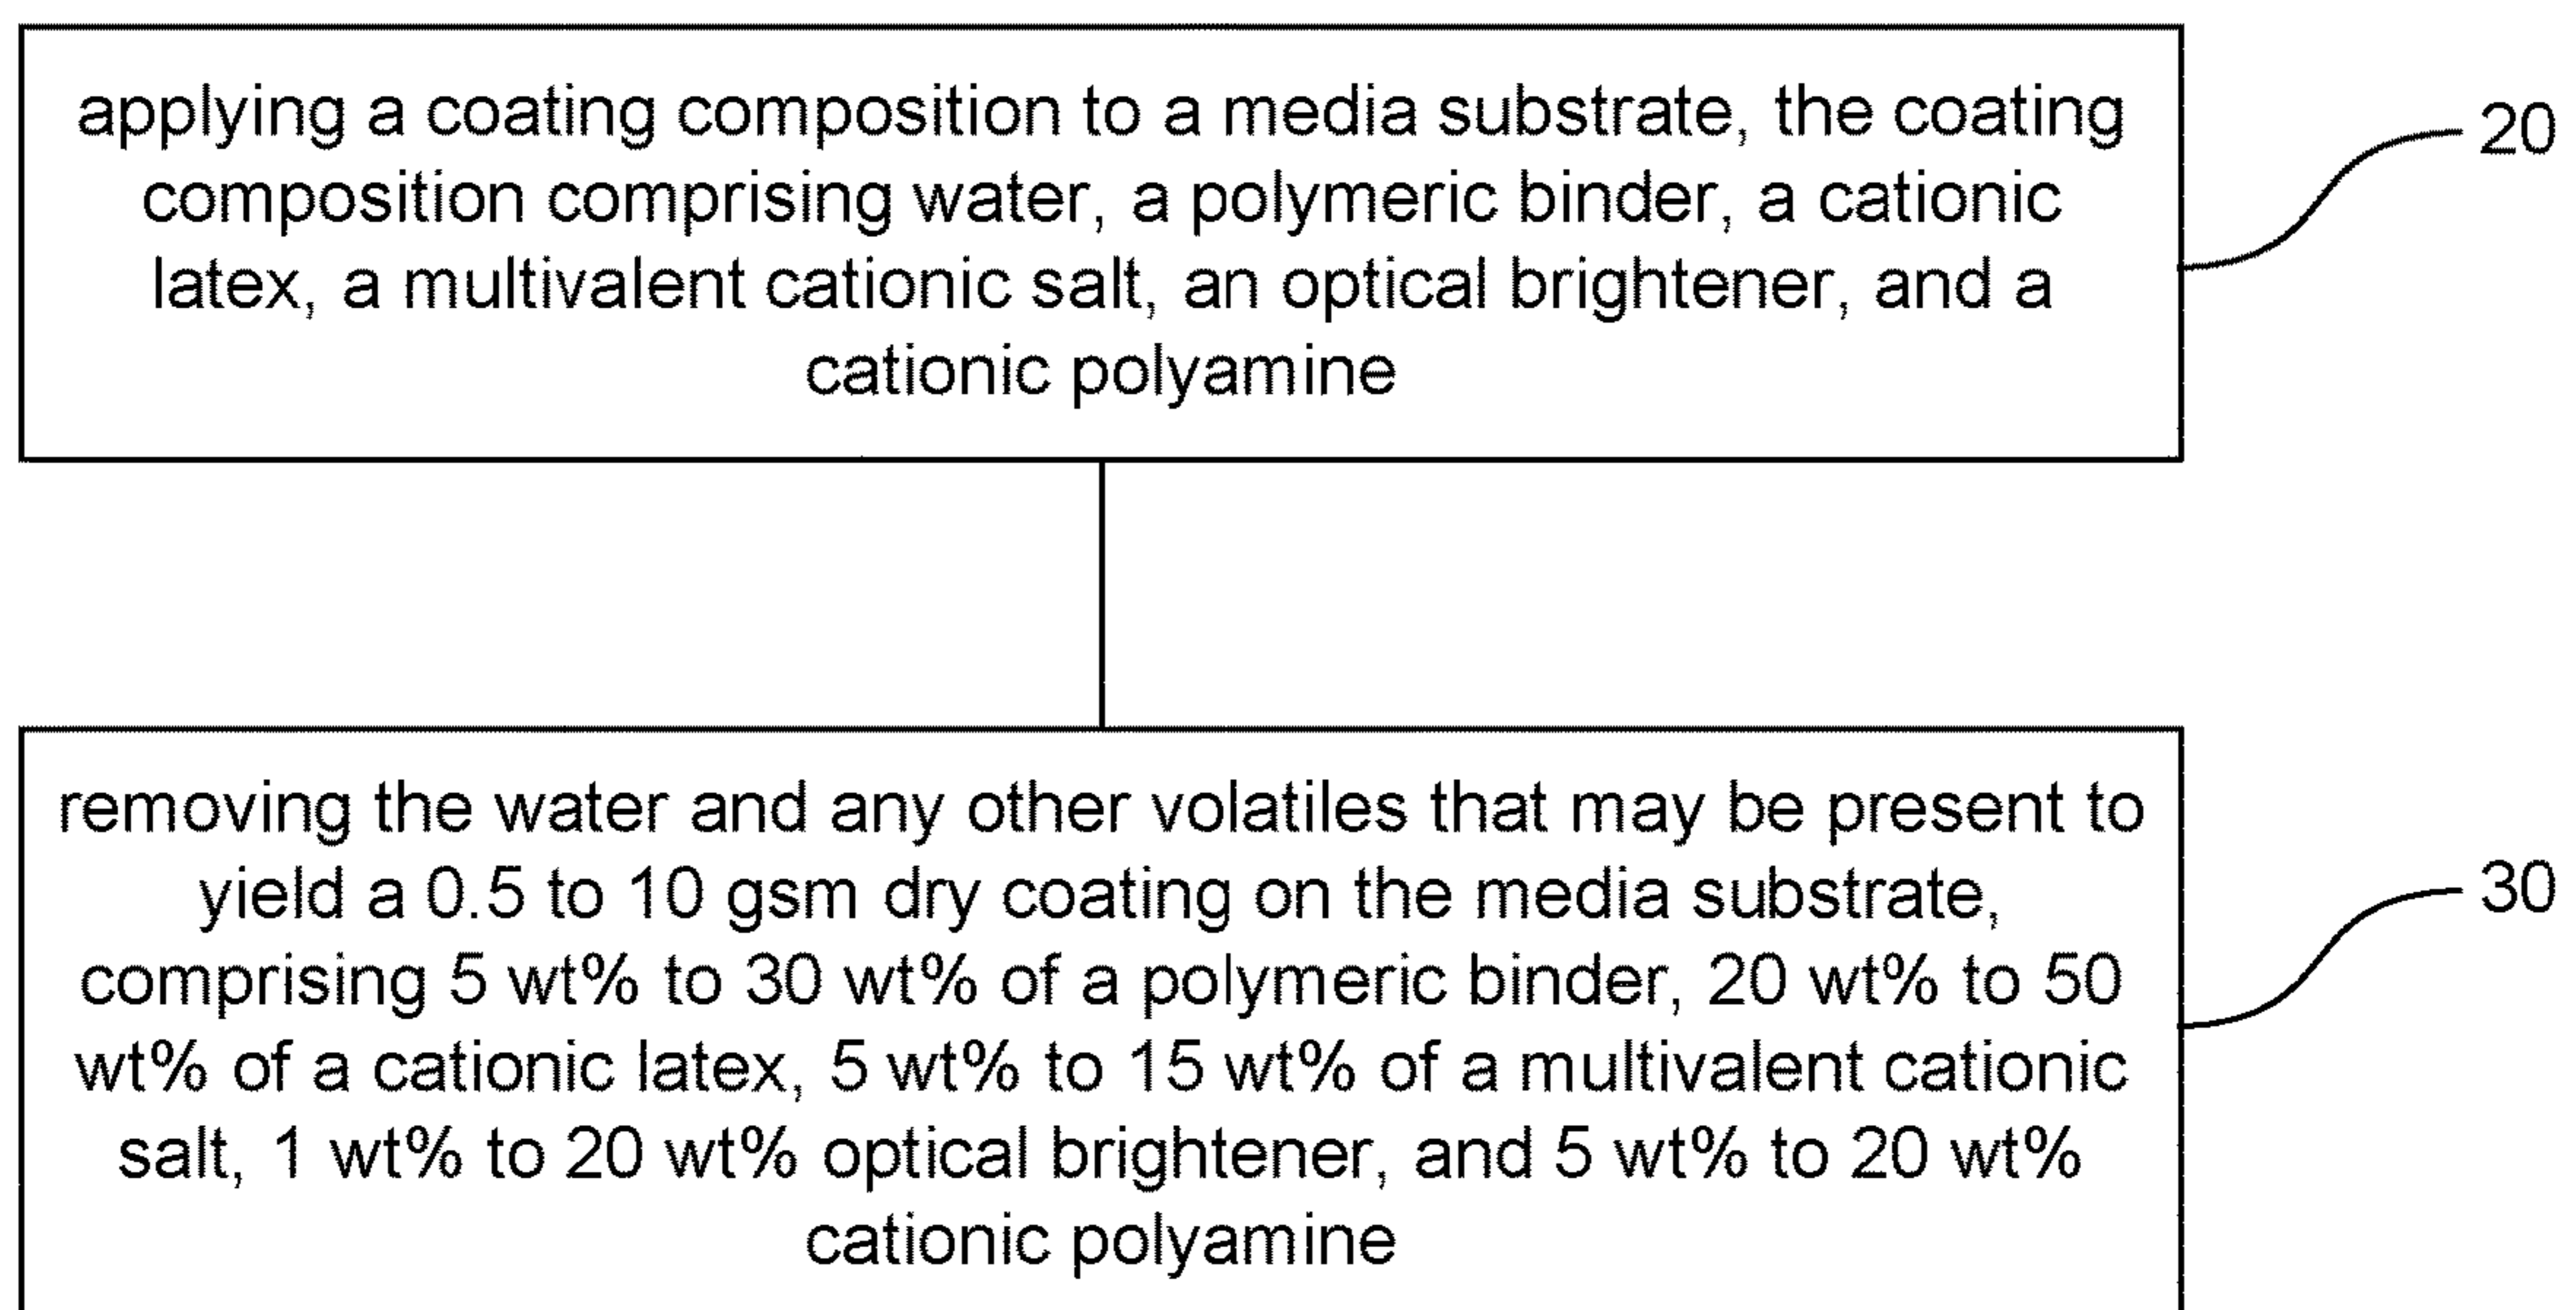 applying a coating composition to a media substrate, the coating
composition comprising water, a polymeric binder, a cationic
latex, a multivalent cationic salt, an optical brightener, and a
cationic polyamine
20
removing the water and any other volatiles that may be present to
yield a 0.5 to 10 gsm dry coating on the media substrate,
comprising 5 wt% to 30 wt% of a polymeric binder, 20 wt% to 50
wt% of a cationic latex, 5 wt% to 15 wt% of a multivalent cationic
salt, 1 wt% to 20 wt% optical brightener, and 5 wt% to 20 wt%
cationic polyamine
30